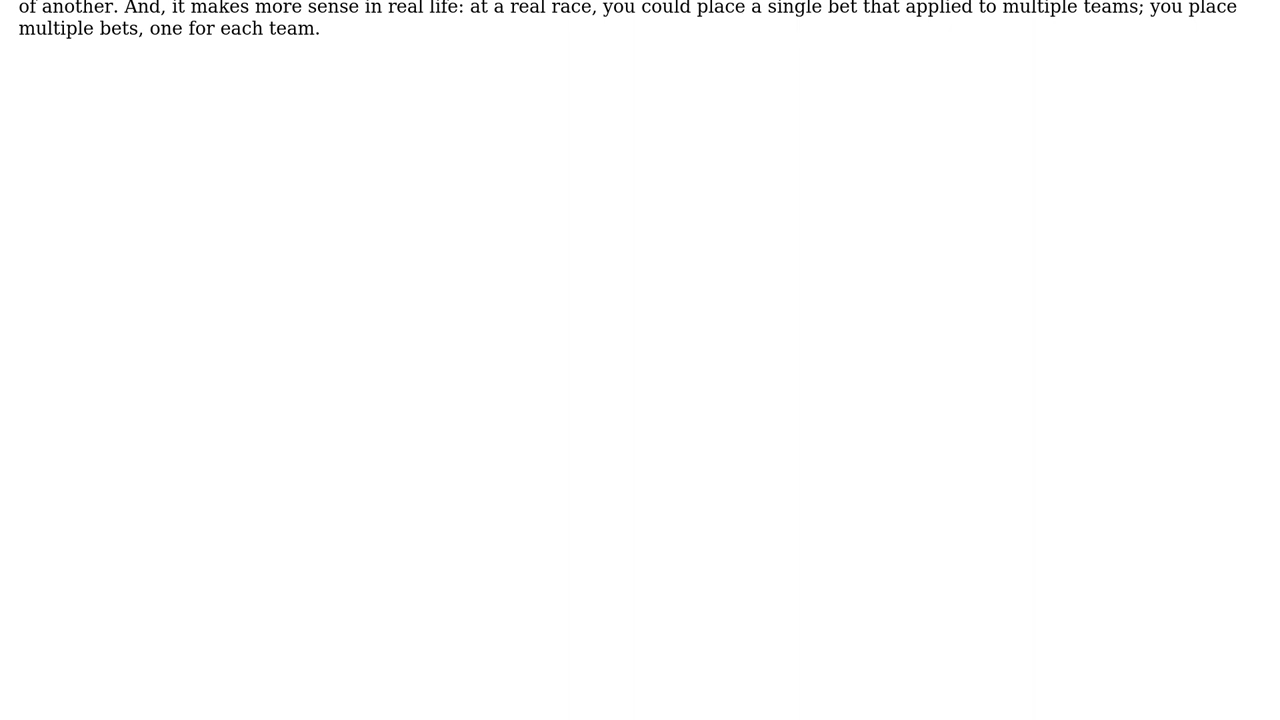 of another. And, it makes more sense in real life: at a real race, you could place a single bet that applied to multiple teams; you place
multiple bets, one for each team.